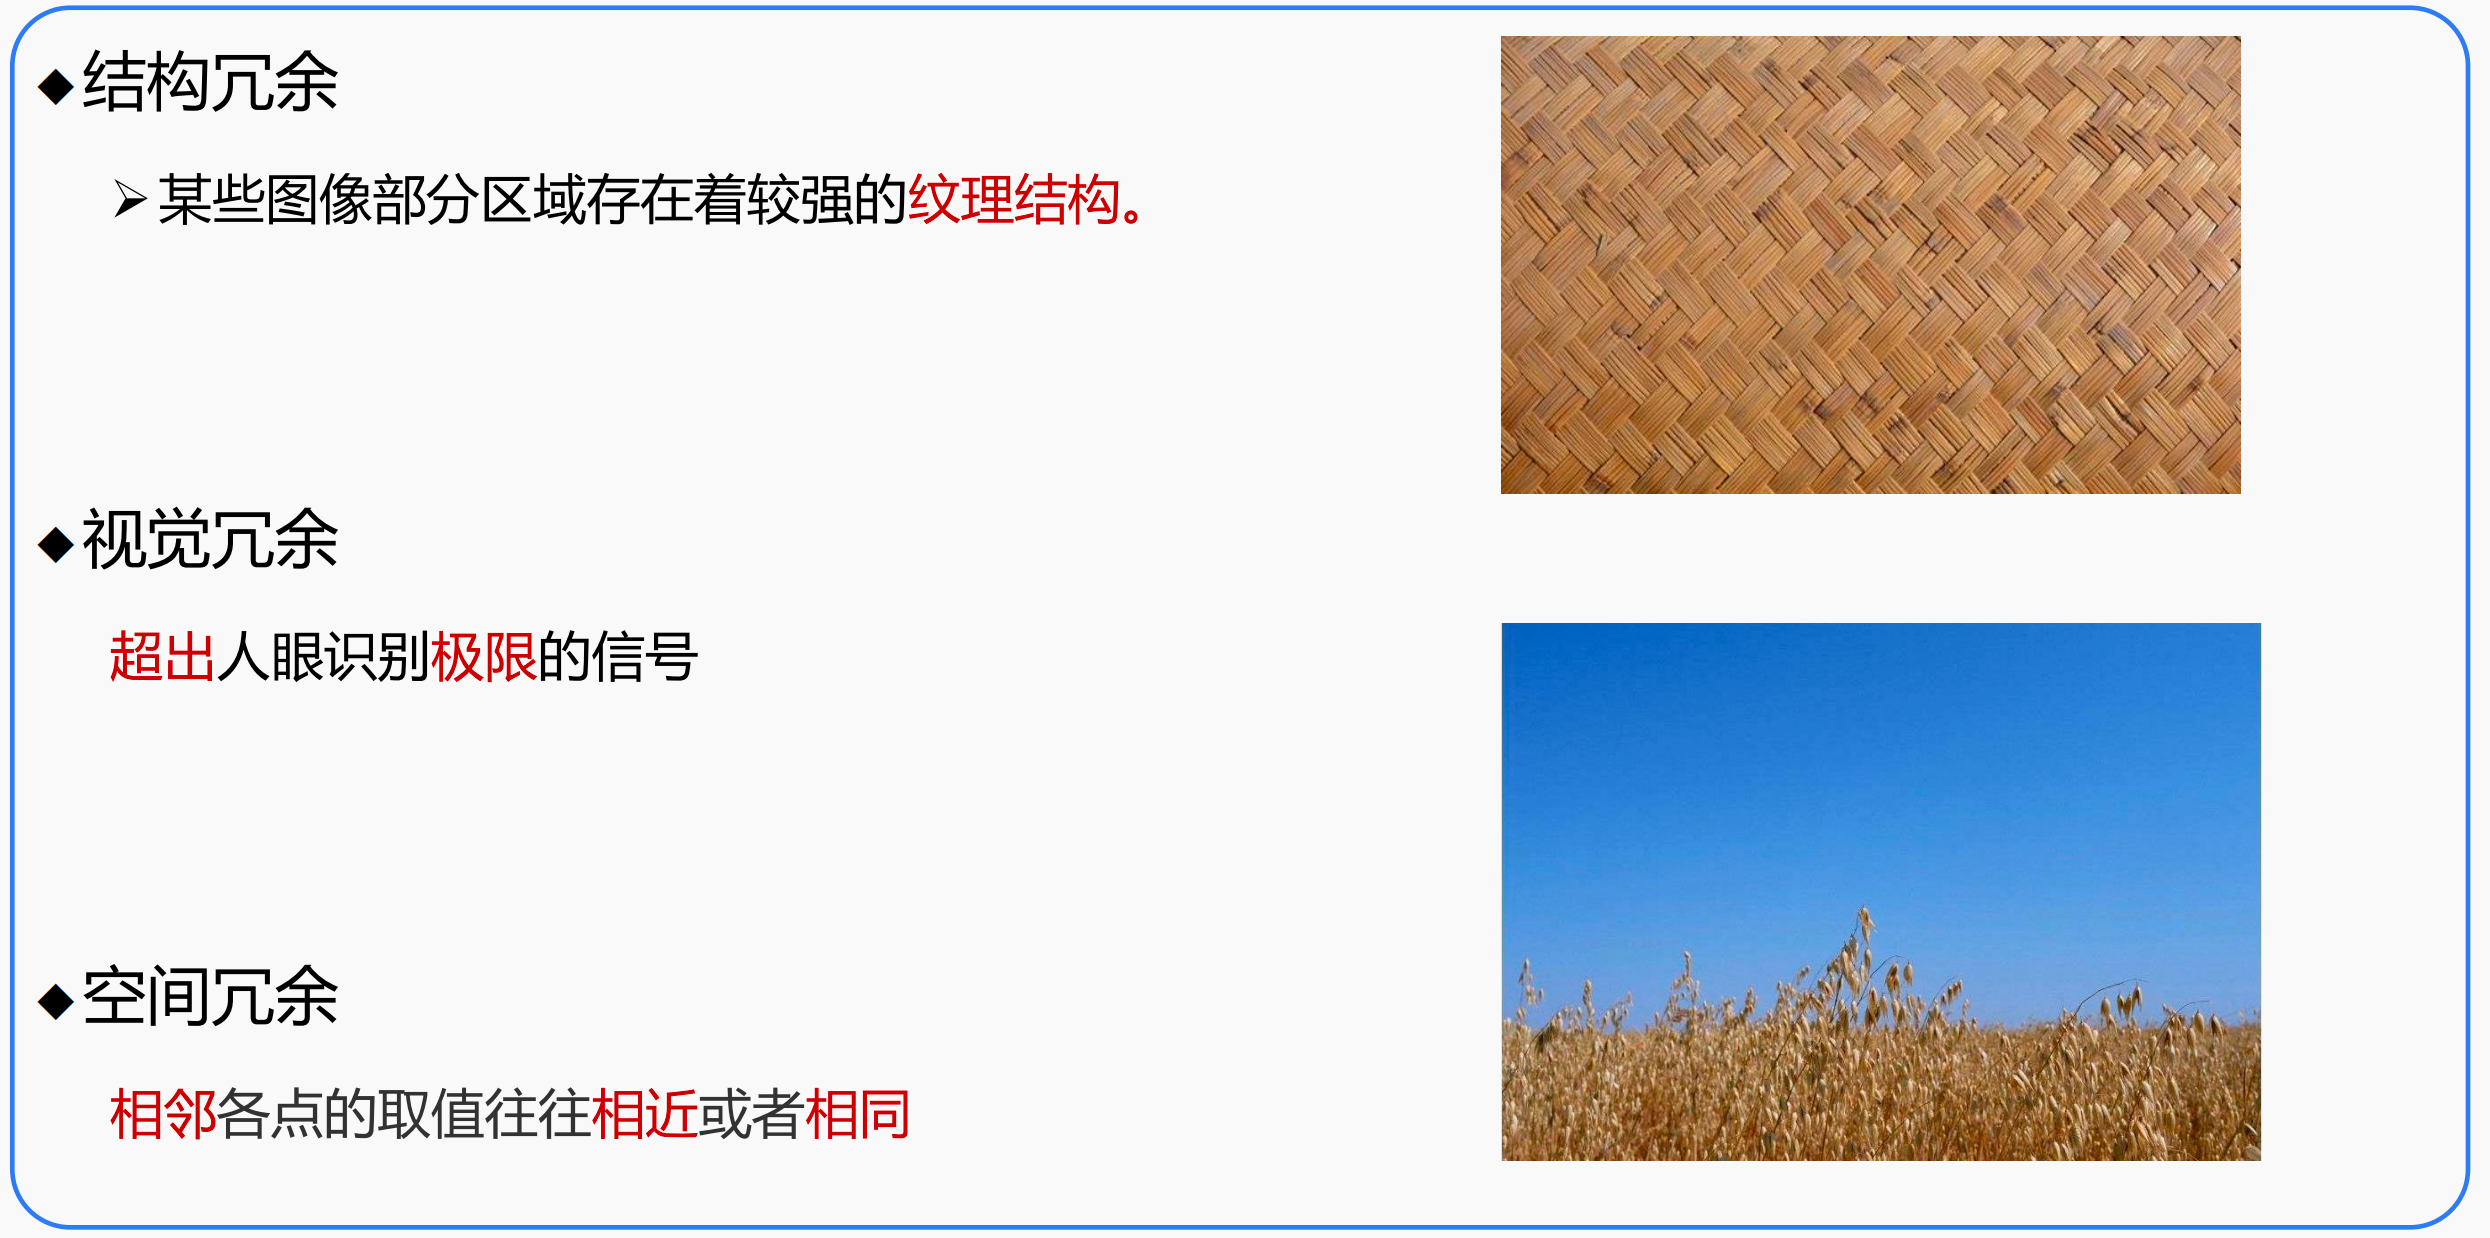 ◆结构冗余
➢某些图像部分区域存在着较强的纹理结构。
◆视觉冗余
超出人眼识别极限的信号
◆空间冗余
相邻各点的取值往往相近或者相同